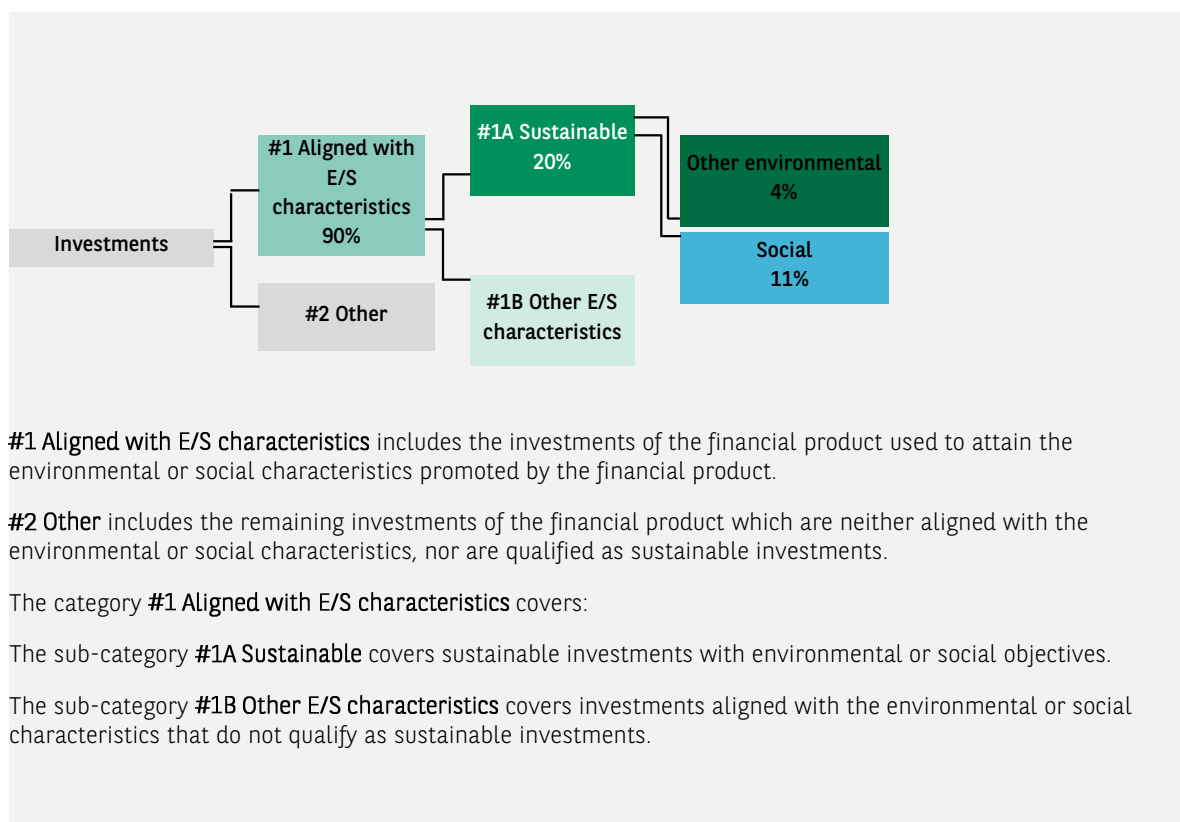 #1A Sustainable
20%
#1 Aligned with
E/S
characteristics
90%
Other environmental
4%
Investments
Social
11%
#2 Other
#1B Other E/S
characteristics
#1 Aligned with E/S characteristics includes the investments of the financial product used to attain the
environmental or social characteristics promoted by the financial product.
#2 Other includes the remaining investments of the financial product which are neither aligned with the
environmental or social characteristics, nor are qualified as sustainable investments.
The category #1 Aligned with E/S characteristics covers:
The sub-category #1A Sustainable covers sustainable investments with environmental or social objectives.
The sub-category #1B Other E/S characteristics covers investments aligned with the environmental or social
characteristics that do not qualify as sustainable investments.